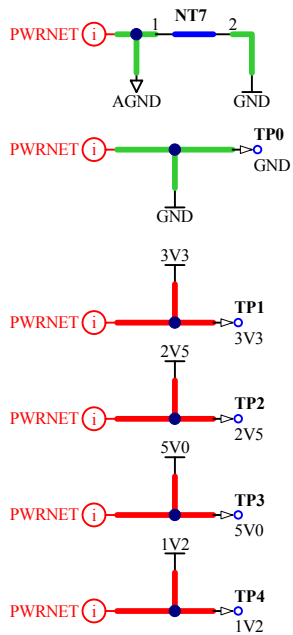 PWRNET i 1 NT7 2
AGND GND
TP0
PWRNET i
GND
GND
3V3
TP1
PWRNET i
3V3
2V5
TP2
PWRNET i
2V5
5V0
TP3
PWRNET i
5V0
1V2
TP4
PWRNET i
1V2